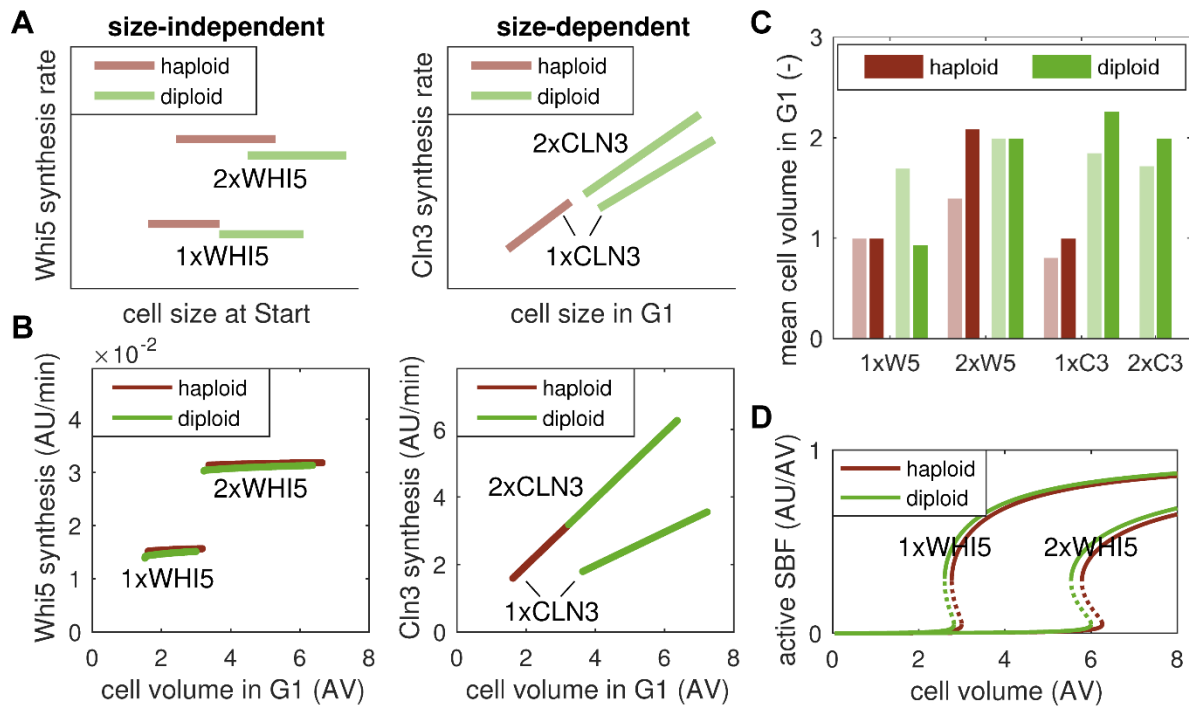 A
size-independent
haploid
diploid
Whi5 synthesis rate
2xWHI5
1xWHI5
cell size at Start
size-dependent
haploid
diploid
Cln3 synthesis rate
2xCLN3
1xCLN3
cell size in G1
B
× 10-2
haploid
diploid
Whi5 synthesis (AU/min)
4
3
2
1
0
2xWHI5
1xWHI5
0 2 4 6 8
cell volume in G1 (AV)
haploid
diploid
Cln3 synthesis (AU/min)
6
4
2
0
2xCLN3
1xCLN3
0 2 4 6 8
cell volume in G1 (AV)
C
haploid
diploid
mean cell volume in G1 (-)
3
2
1
0
1xW5 2xW5 1xC3 2xC3
D
haploid
diploid
active SBF (AU/AV)
1
0
1xWHI5 2xWHI5
0 2 4 6 8
cell volume (AV)